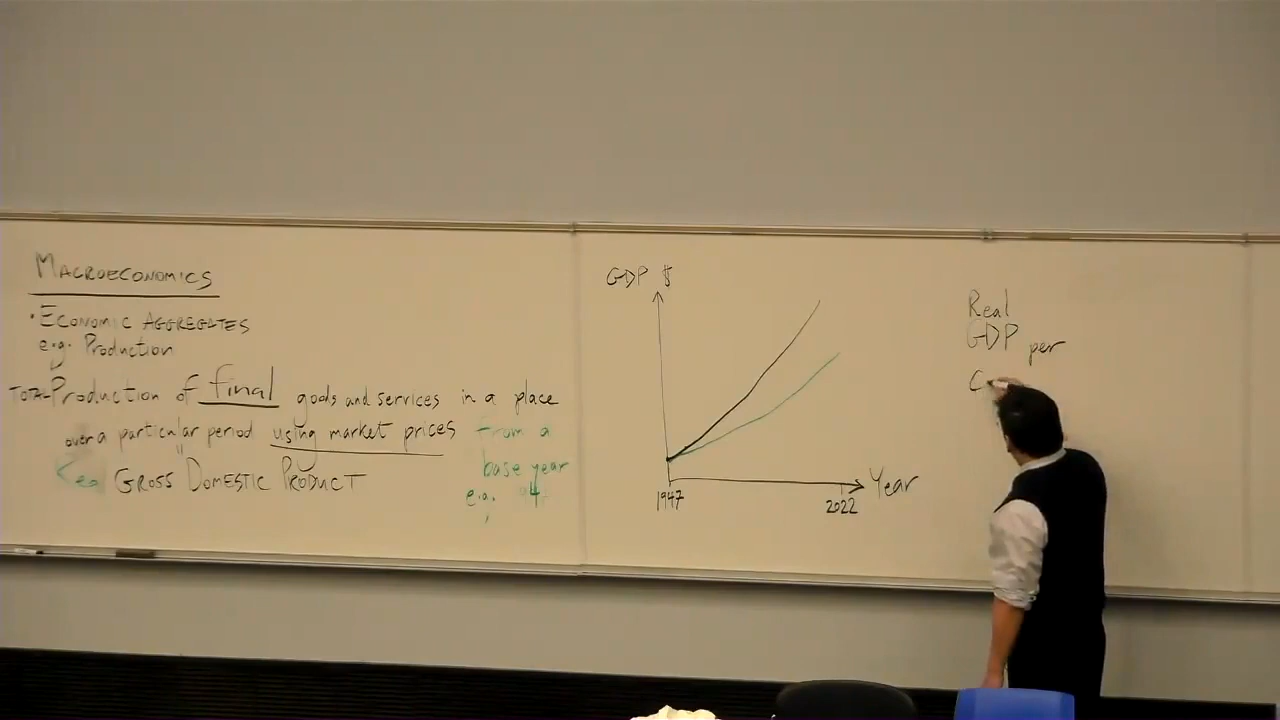 MACROECONOMICS
• ECONOMIC AGGREGATES
e.g. Production
TOTAL Production of final goods and services in a place
over a particular period using market prices from a
base year
Real GROSS DOMESTIC PRODUCT
e.g.
GDP $
1947
2022
Year
Real
GDP per
C